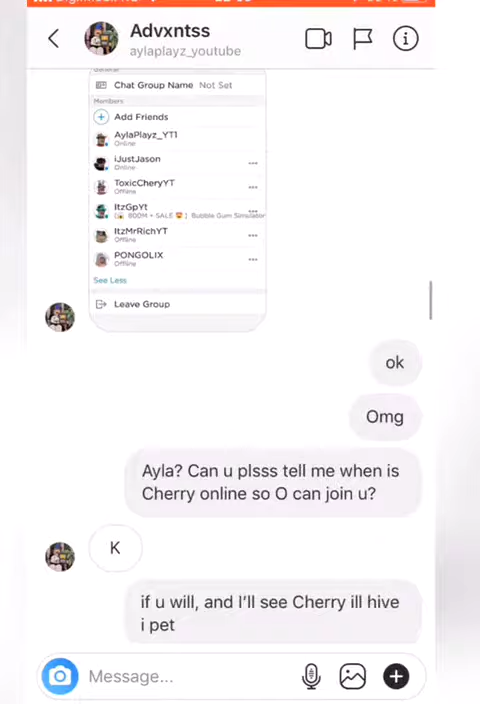 Advxntss
aylaplayz_youtube
General
Chat Group Name Not Set
Members
Add Friends
AylaPlayz_YT1
Online
iJustJason
Online
ToxicCheryYT
Offline
ItzGpYt
800M + SALE Bubble Gum Simulator
ItzMrRichYT
Offline
PONGOLIX
Offline
See Less
Leave Group
ok
Omg
Ayla? Can u plsss tell me when is
Cherry online so O can join u?
K
if u will, and I'll see Cherry ill hive
i pet
Message...